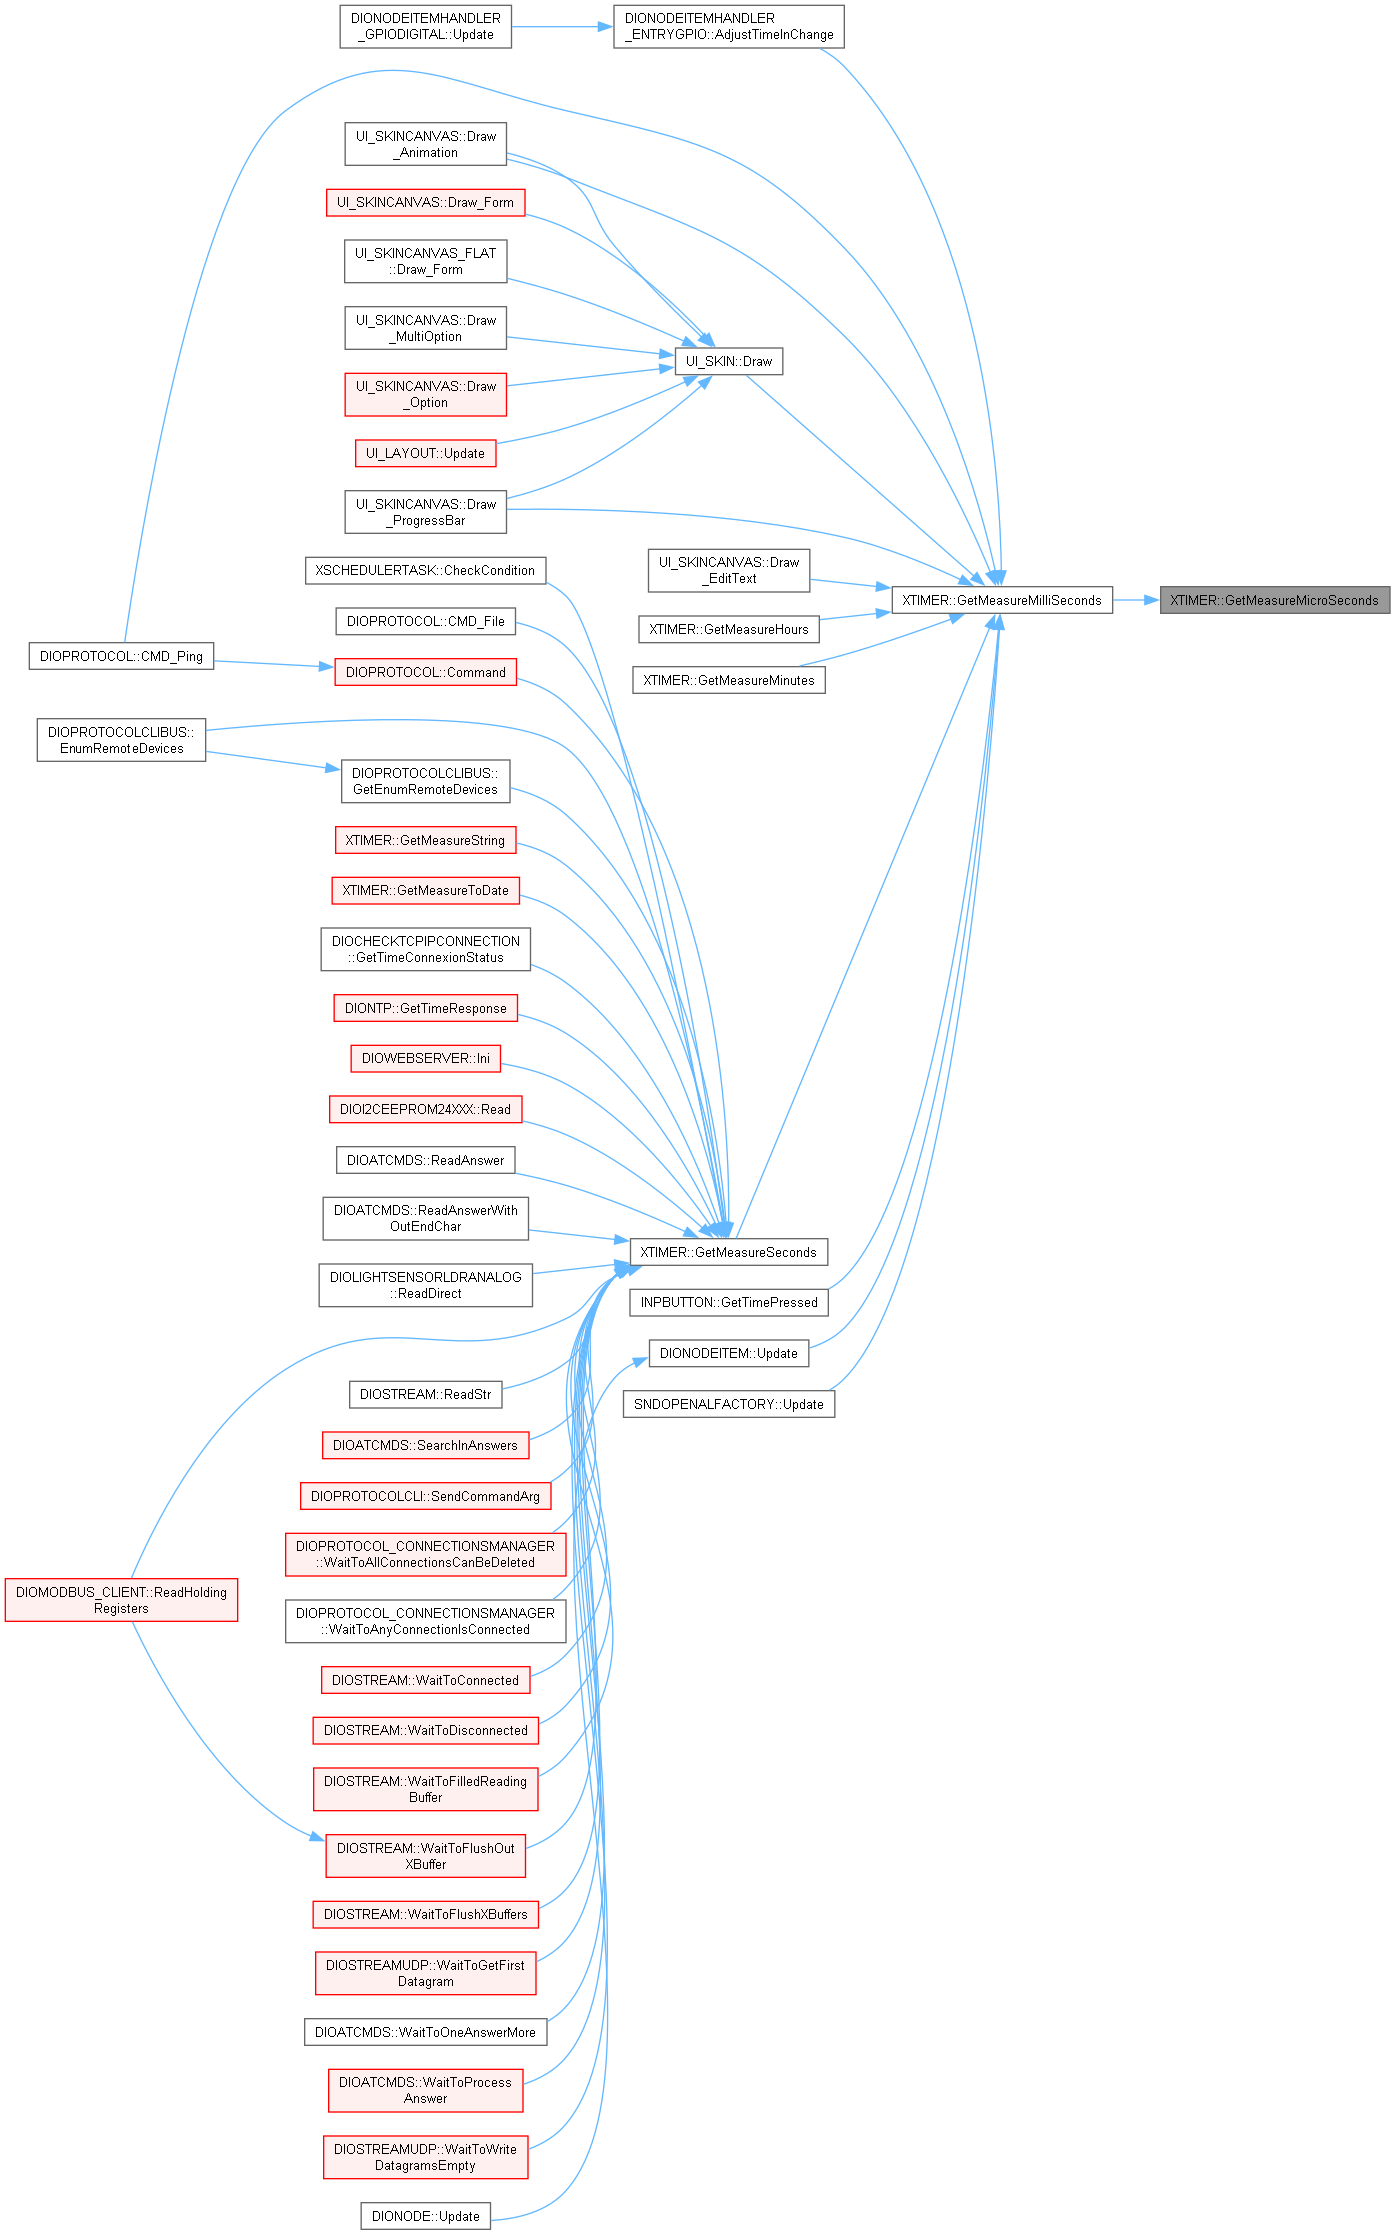 DIONODEITEMHANDLER
_GPIODIGITAL::Update
DIONODEITEMHANDLER
_ENTRYGPIO::AdjustTimeInChange
UI_SKINCANVAS::Draw
_Animation
UI_SKINCANVAS::Draw_Form
UI_SKINCANVAS_FLAT
::Draw_Form
UI_SKINCANVAS::Draw
_MultiOption
UI_SKIN::Draw
UI_SKINCANVAS::Draw
_Option
UI_LAYOUT::Update
UI_SKINCANVAS::Draw
_ProgressBar
XSCHEDULERTASK::CheckCondition
UI_SKINCANVAS::Draw
_EditText
XTIMER::GetMeasureMilliSeconds
XTIMER::GetMeasureMicroSeconds
DIOPROTOCOL::CMD_File
XTIMER::GetMeasureHours
DIOPROTOCOL::CMD_Ping
DIOPROTOCOL::Command
XTIMER::GetMeasureMinutes
DIOPROTOCOLCLIBUS::
EnumRemoteDevices
DIOPROTOCOLCLIBUS::
GetEnumRemoteDevices
XTIMER::GetMeasureString
XTIMER::GetMeasureToDate
DIOCHECKTCPIPCONNECTION
::GetTimeConnexionStatus
DIONTP::GetTimeResponse
DIOWEBSERVER::Ini
DIOI2CEEPROM24XXX::Read
DIOATCMDS::ReadAnswer
DIOATCMDS::ReadAnswerWith
OutEndChar
XTIMER::GetMeasureSeconds
DIOLIGHTSENSORLDRANALOG
::ReadDirect
INPBUTTON::GetTimePressed
DIONODEITEM::Update
DIOSTREAM::ReadStr
SNDOPENALFACTORY::Update
DIOATCMDS::SearchInAnswers
DIOPROTOCOLCLI::SendCommandArg
DIOPROTOCOL_CONNECTIONSMANAGER
::WaitToAllConnectionsCanBeDeleted
DIOMODBUS_CLIENT::ReadHolding
Registers
DIOPROTOCOL_CONNECTIONSMANAGER
::WaitToAnyConnectionIsConnected
DIOSTREAM::WaitToConnected
DIOSTREAM::WaitToDisconnected
DIOSTREAM::WaitToFilledReading
Buffer
DIOSTREAM::WaitToFlushOut
XBuffer
DIOSTREAM::WaitToFlushXBuffers
DIOSTREAMUDP::WaitToGetFirst
Datagram
DIOATCMDS::WaitToOneAnswerMore
DIOATCMDS::WaitToProcess
Answer
DIOSTREAMUDP::WaitToWrite
DatagramsEmpty
DIONODE::Update